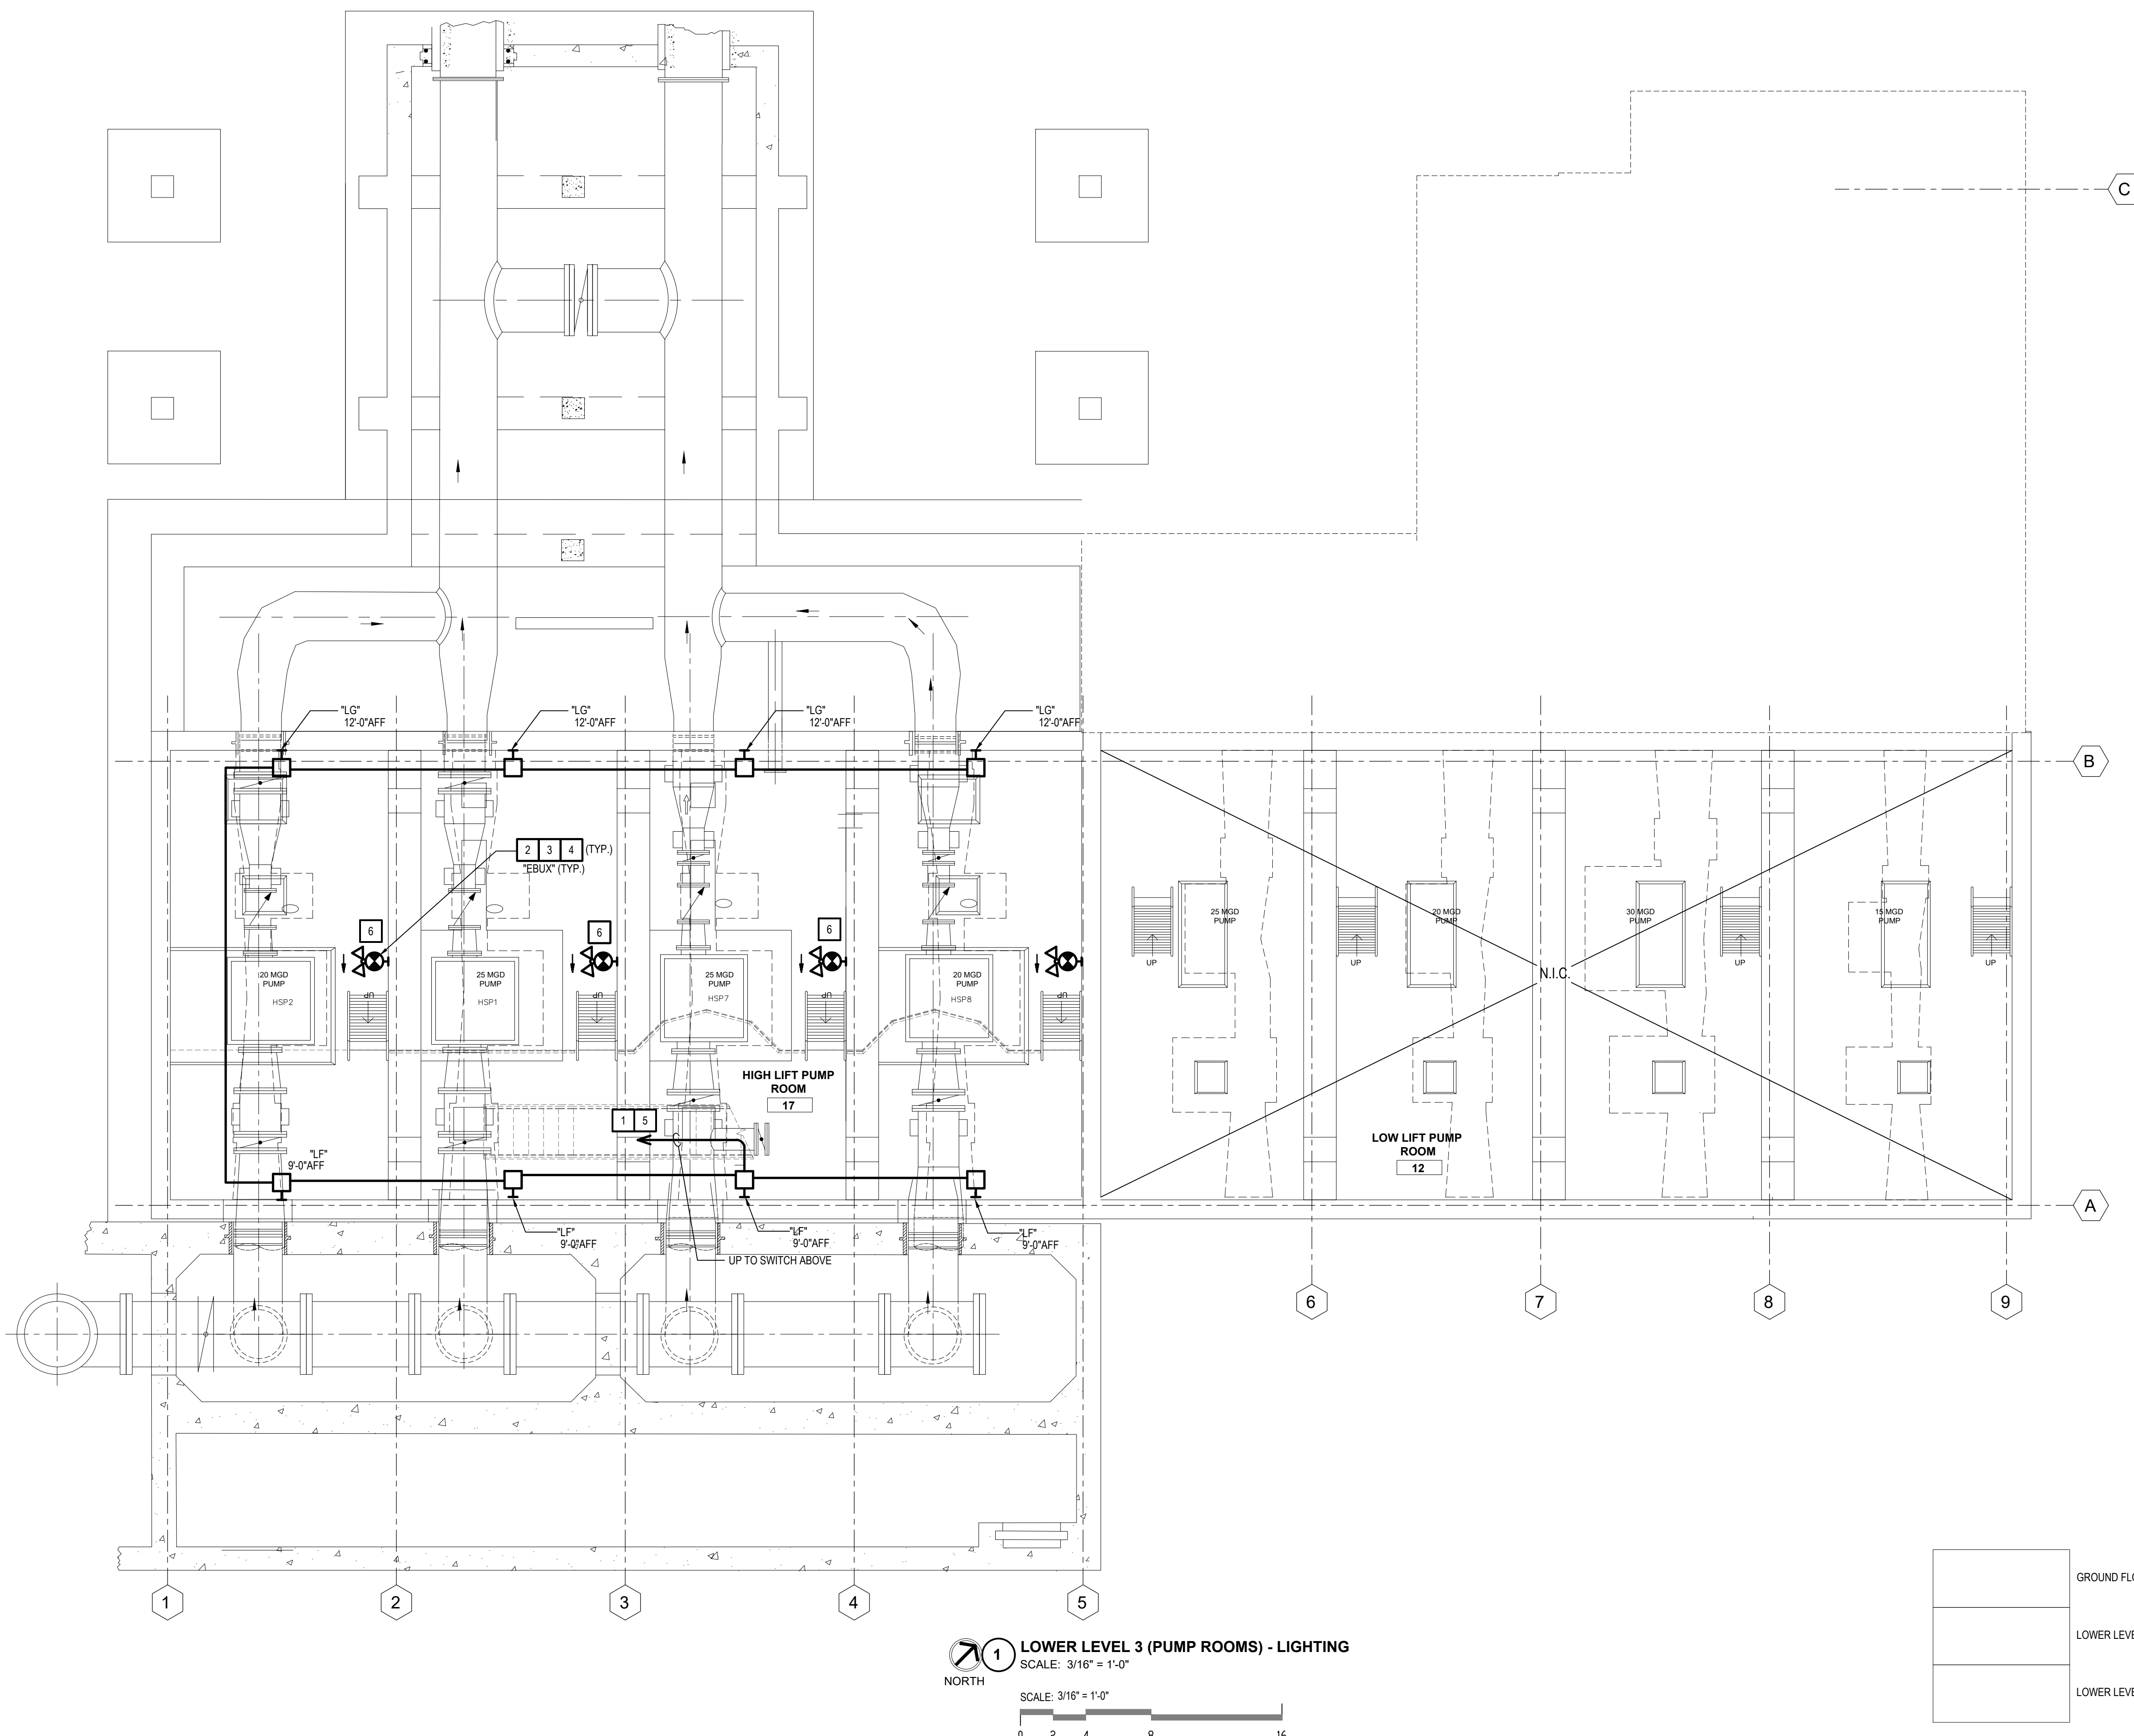 C
"LG"
12'-0"AFF
"LG"
12'-0"AFF
"LG"
12'-0"AFF
"LG"
12'-0"AFF
B
2 3 4 (TYP.)
"EBUX" (TYP.)
6
6
6
20 MGD
PUMP
HSP2
UP
25 MGD
PUMP
HSP1
UP
25 MGD
PUMP
HSP7
UP
20 MGD
PUMP
HSP8
UP
25 MGD
PUMP
UP
20 MGD
PUMP
UP
30 MGD
PUMP
UP
15 MGD
PUMP
UP
N.I.C.
HIGH LIFT PUMP
ROOM
17
1 5
LOW LIFT PUMP
ROOM
12
"LF"
9'-0"AFF
"LF"
9'-0"AFF
"LF"
9'-0"AFF
"LF"
9'-0"AFF
UP TO SWITCH ABOVE
A
6
7
8
9
1
2
3
4
5
NORTH
1
LOWER LEVEL 3 (PUMP ROOMS) - LIGHTING
SCALE: 3/16" = 1'-0"
SCALE: 3/16" = 1'-0"
0 2 4 8 16
GROUND FLO
LOWER LEVE
LOWER LEVE